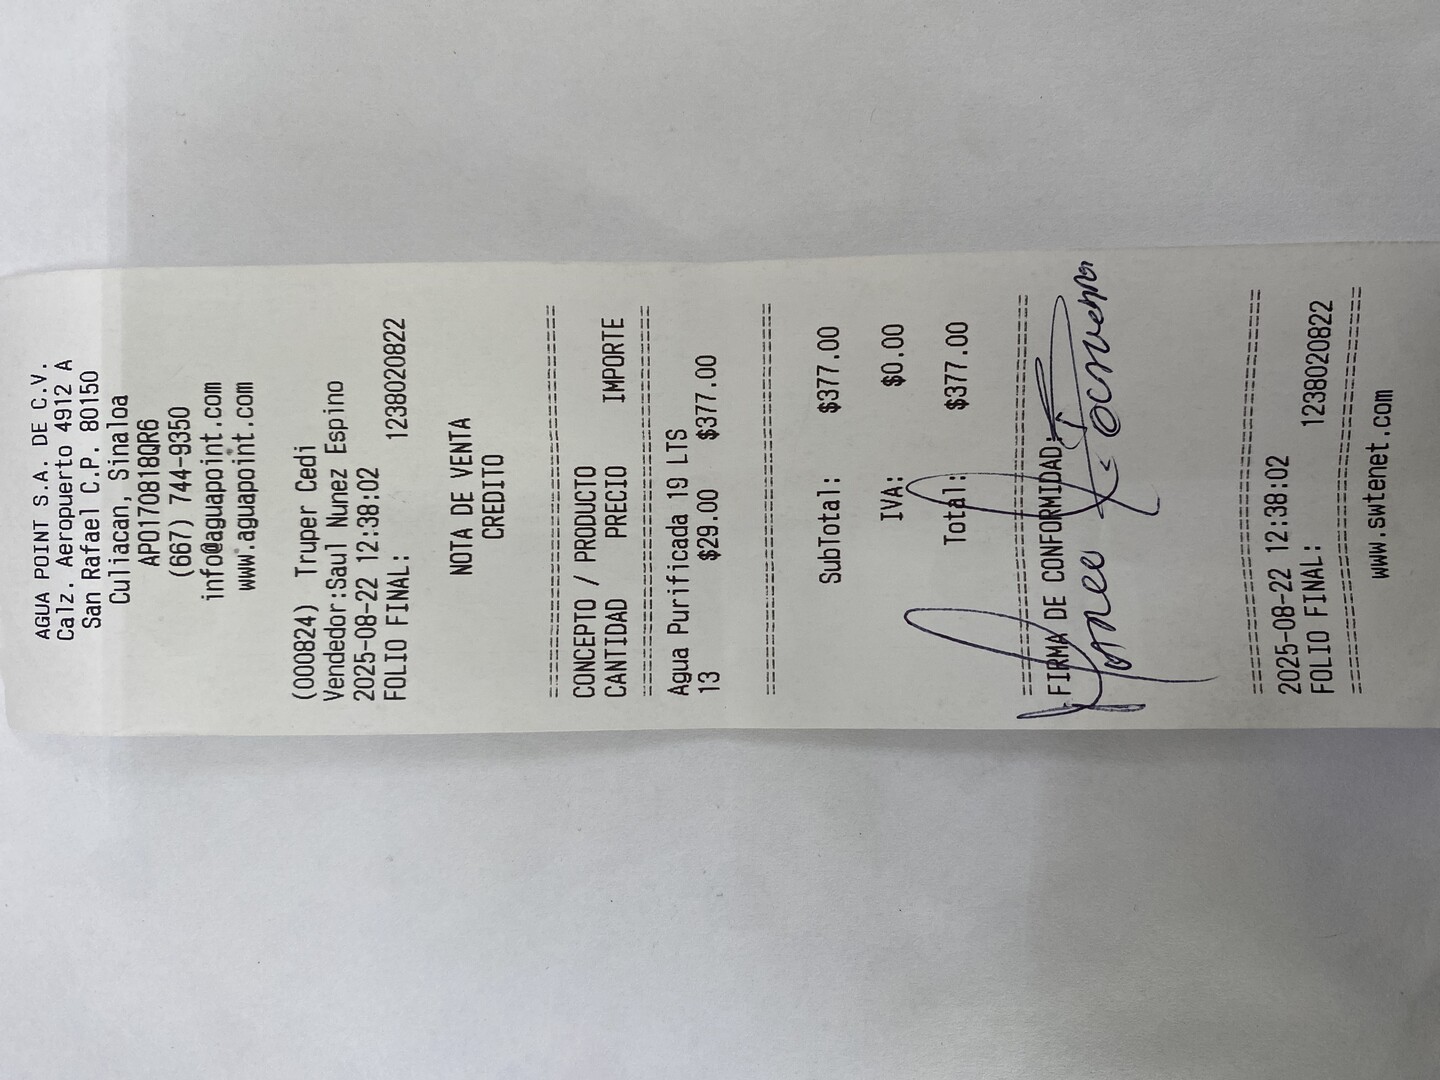 AGUA POINT S.A. DE C.V.
Calz. Aeropuerto 4912 A
San Rafael C.P. 80150
Culiacan, Sinaloa
APO170818QR6
(667) 744-9350
info@aguapoint.com
www.aguapoint.com
(000824) Truper Cedi
Vendedor:Saul Nunez Espino
2025-08-22 12:38:02
FOLIO FINAL: 1238020822
NOTA DE VENTA
CREDITO
==================================
CONCEPTO / PRODUCTO
CANTIDAD PRECIO IMPORTE
==================================
Agua Purificada 19 LTS
13 $29.00 $377.00
==================================
SubTotal: $377.00
IVA: $0.00
Total: $377.00
==================================
FIRMA DE CONFORMIDAD:
==================================
2025-08-22 12:38:02
FOLIO FINAL: 1238020822
==================================
www.swtenet.com